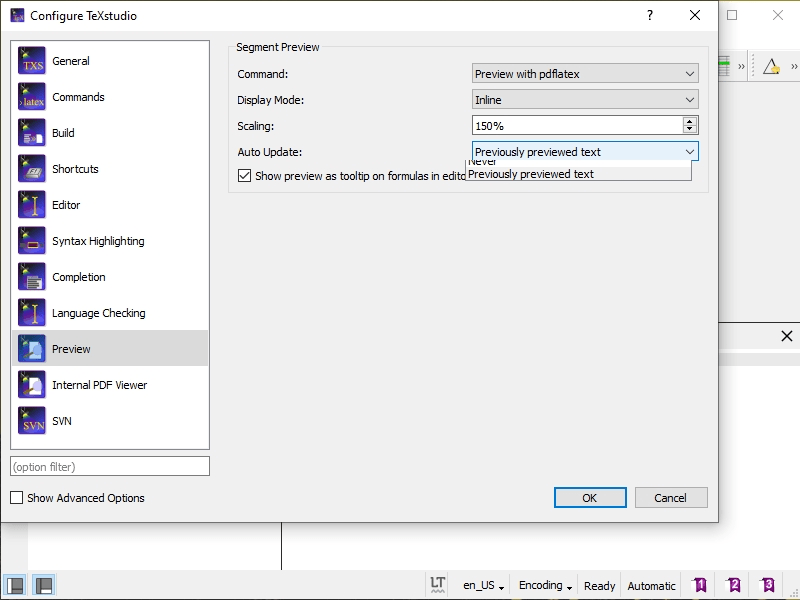 Configure TeXstudio
?
General
Commands
Build
Shortcuts
Editor
Syntax Highlighting
Completion
Language Checking
Preview
Internal PDF Viewer
SVN
(option filter)
Show Advanced Options
Segment Preview
Command: Preview with pdflatex
Display Mode: Inline
Scaling: 150%
Auto Update: Previously previewed text
Never
Previously previewed text
Show preview as tooltip on formulas in edito
OK Cancel
LT en_US Encoding Ready Automatic 1 2 3